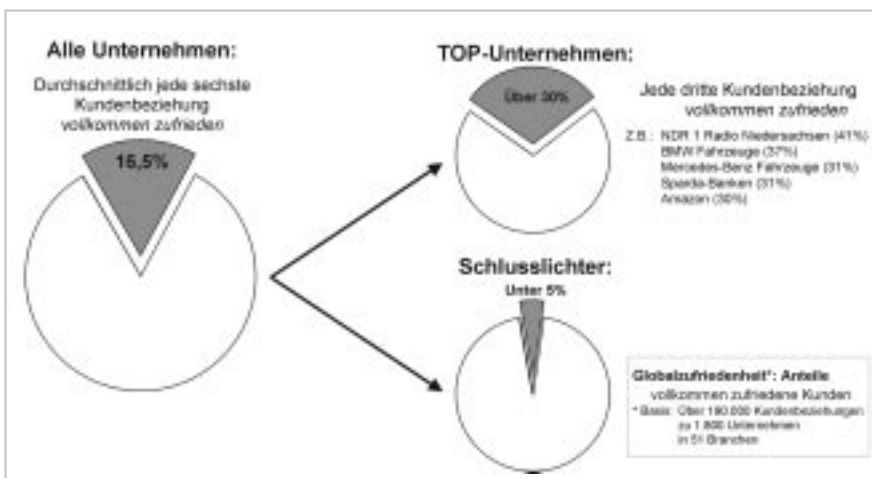 Alle Unternehmen:
Durchschnittlich jede sechste
Kundenbeziehung
vollkommen zufrieden
16,5%
TOP-Unternehmen:
Über 30%
Jede dritte Kundenbeziehung
vollkommen zufrieden
Z.B.: NDR 1 Radio Niedersachsen (41%)
BMW Fahrzeuge (37%)
Mercedes-Benz Fahrzeuge (31%)
Sparda-Banken (31%)
Amazon (30%)
Schlusslichter:
Unter 5%
Globalzufriedenheit*: Anteile
vollkommen zufriedene Kunden
* Basis: Über Kundenbeziehungen
zu 1.800 Unternehmen
in 51 Branchen